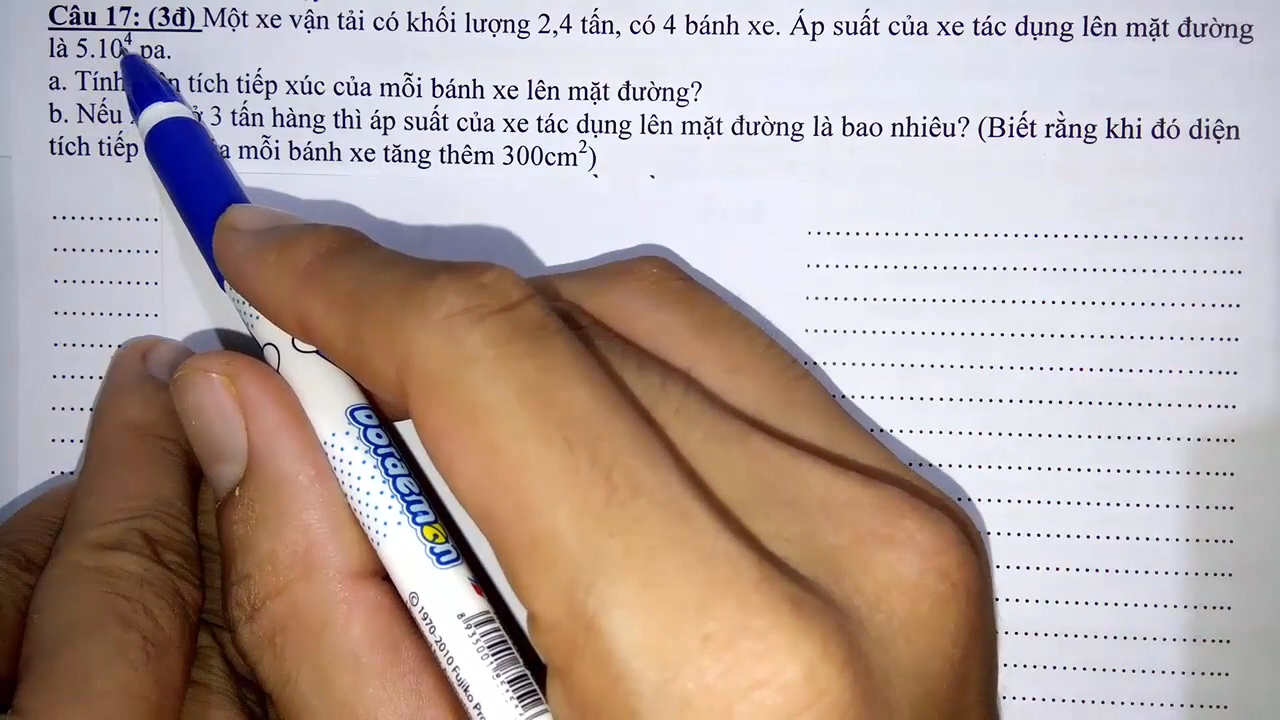 Câu 17: (3đ) Một xe vận tải có khối lượng 2,4 tấn, có 4 bánh xe. Áp suất của xe tác dụng lên mặt đường
là 5.10⁴ pa.
a. Tính tích tiếp xúc của mỗi bánh xe lên mặt đường?
b. Nếu 3 tấn hàng thì áp suất của xe tác dụng lên mặt đường là bao nhiêu? (Biết rằng khi đó diện
tích tiếp mỗi bánh xe tăng thêm 300cm²)
DORAEMON
© 1970-2010 Fujiko Pr